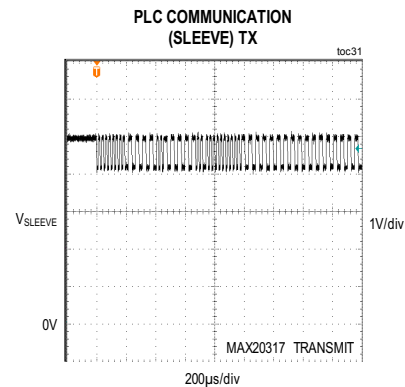 PLC COMMUNICATION
(SLEEVE) TX
toc31
T
VSLEEVE
1V/div
0V
MAX20317 TRANSMIT
200µs/div